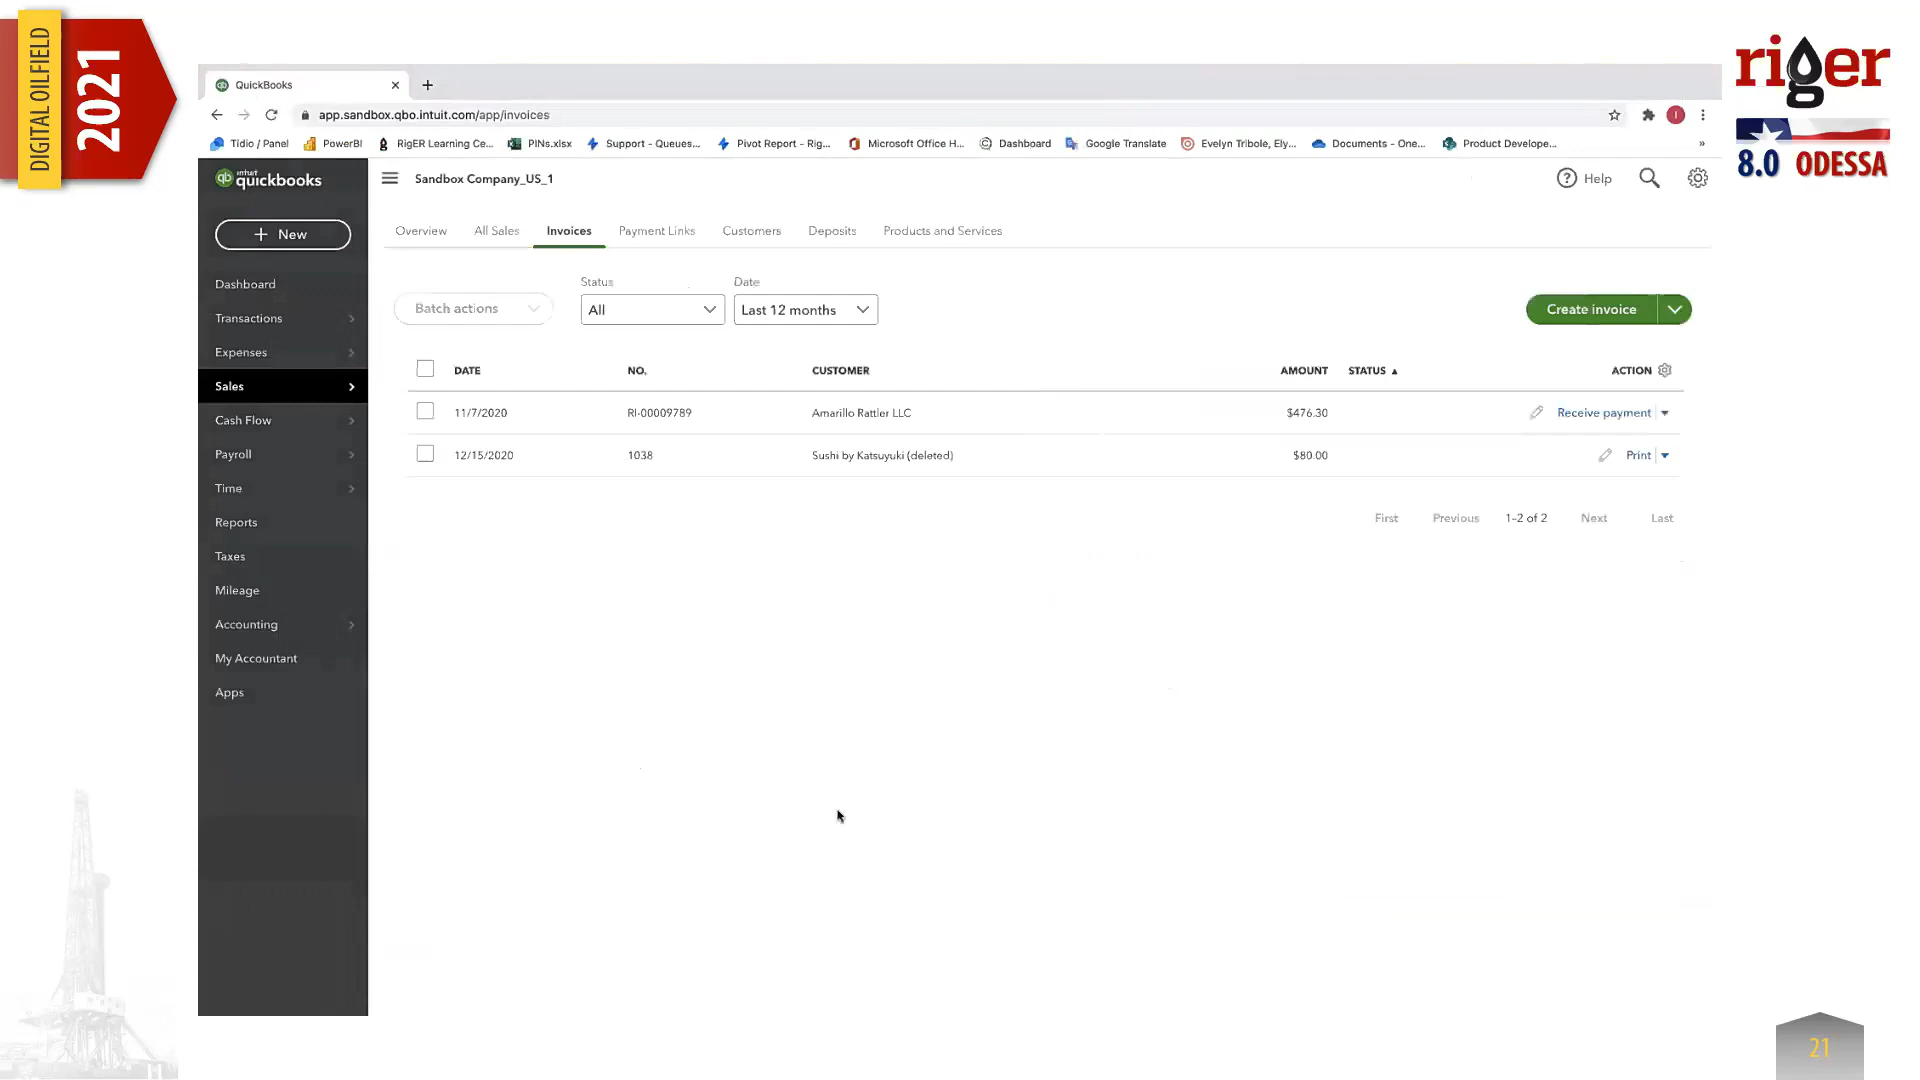 DIGITAL OILFIELD
2021
riger
8.0 ODESSA
QuickBooks
app.sandbox.qbo.intuit.com/app/invoices
I
Tidio / Panel PowerBI RigER Learning Ce... PINs.xlsx Support - Queues... Pivot Report - Rig... Microsoft Office H... Dashboard Google Translate Evelyn Tribole, Ely... Documents - One... Product Develope... »
intuit
quickbooks
Sandbox Company_US_1
Help
+ New
Overview All Sales Invoices Payment Links Customers Deposits Products and Services
Dashboard
Transactions
Expenses
Sales
Cash Flow
Payroll
Time
Reports
Taxes
Mileage
Accounting
My Accountant
Apps
Status Date
Batch actions All Last 12 months Create invoice
DATE NO. CUSTOMER AMOUNT STATUS ▲ ACTION
11/7/2020 RI-00009789 Amarillo Rattler LLC $476.30 Receive payment
12/15/2020 1038 Sushi by Katsuyuki (deleted) $80.00 Print
First Previous 1-2 of 2 Next Last
21